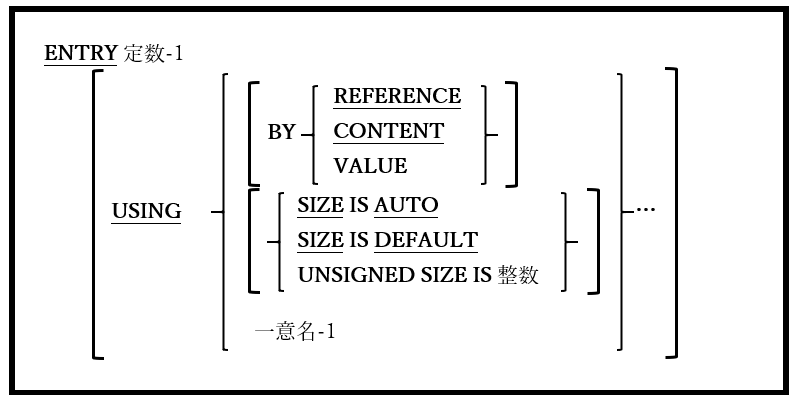 ENTRY 定数-1
REFERENCE
BY CONTENT
VALUE
USING
SIZE IS AUTO
SIZE IS DEFAULT
UNSIGNED SIZE IS 整数
…
一意名-1